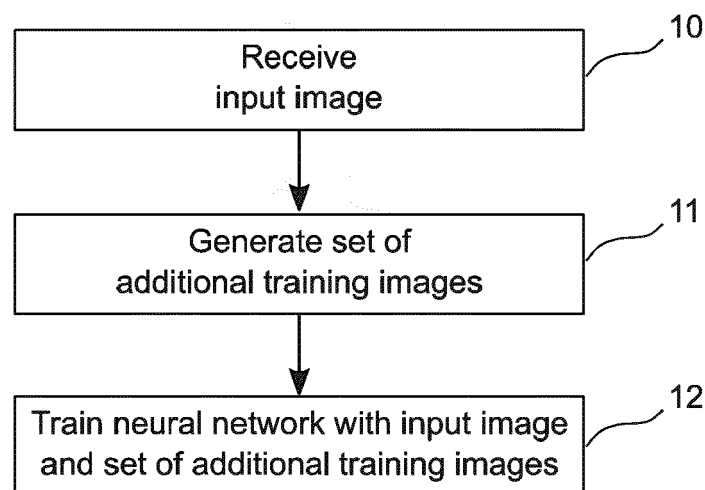 10
Receive
input image
11
Generate set of
additional training images
12
Train neural network with input image
and set of additional training images